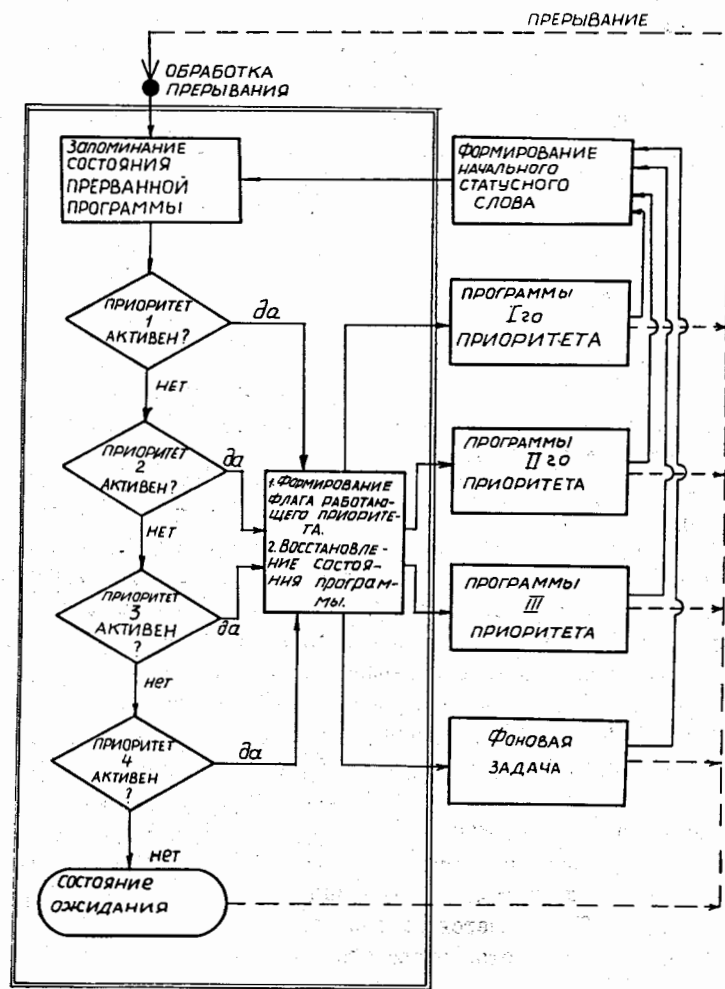 ПРЕРЫВАНИЕ
ОБРАБОТКА
ПРЕРЫВАНИЯ
ЗАПОМИНАНИЕ
СОСТОЯНИЯ
ПРЕРВАННОЙ
ПРОГРАММЫ
ФОРМИРОВАНИЕ
НАЧАЛЬНОГО
СТАТУСНОГО
СЛОВА
ПРИОРИТЕТ
1
АКТИВЕН?
да
НЕТ
ПРОГРАММЫ
Iго
ПРИОРИТЕТА
ПРИОРИТЕТ
2
АКТИВЕН?
да
НЕТ
1. ФОРМИРОВАНИЕ
ФЛАГА РАБОТАЮ-
ЩЕГО ПРИОРИТЕ-
ТА.
2. ВОССТАНОВЛЕ-
НИЕ СОСТОЯ-
НИЯ ПРОГРАМ-
МЫ.
ПРОГРАММЫ
IIго
ПРИОРИТЕТА
ПРИОРИТЕТ
3
АКТИВЕН
?
да
нет
ПРОГРАММЫ
III
ПРИОРИТЕТА
ПРИОРИТЕТ
4
АКТИВЕН
?
да
нет
ФОНОВАЯ
ЗАДАЧА
СОСТОЯНИЕ
ОЖИДАНИЯ